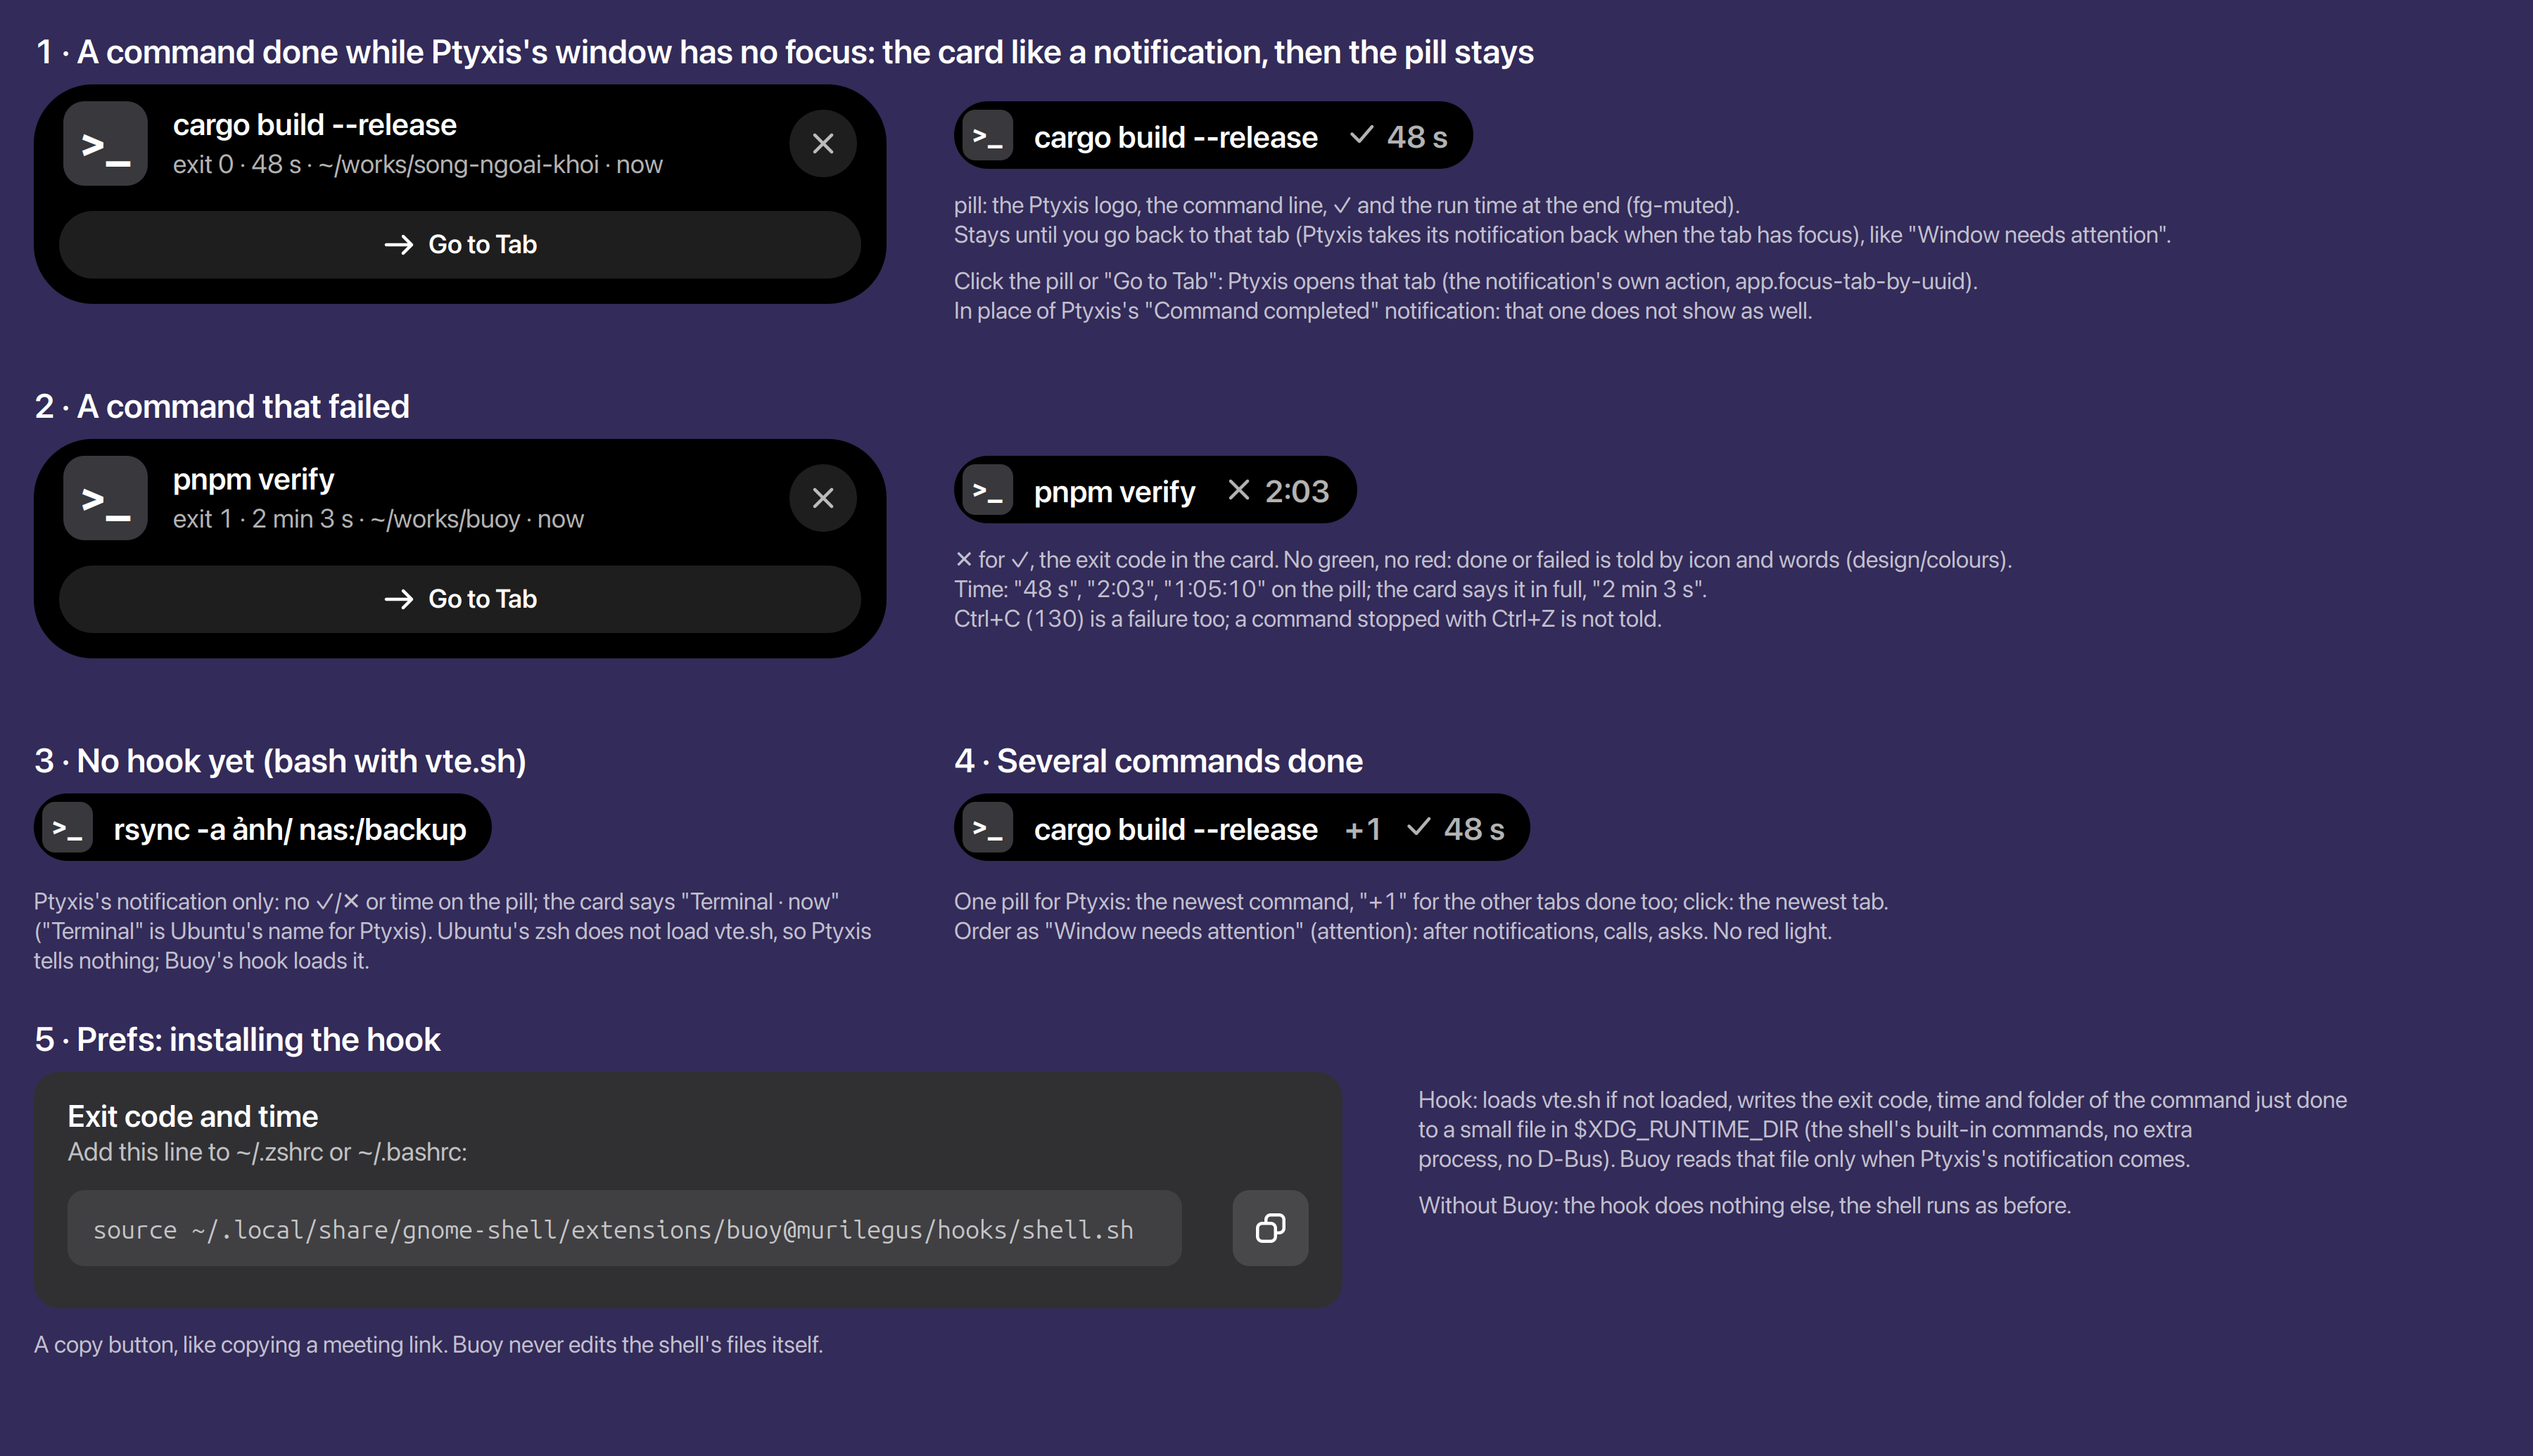 1 · A command done while Ptyxis's window has no focus: the card like a notification, then the pill stays
>_ cargo build --release
exit 0 · 48 s · ~/works/song-ngoai-khoi · now
→ Go to Tab
>_ cargo build --release ✓ 48 s
pill: the Ptyxis logo, the command line, ✓ and the run time at the end (fg-muted).
Stays until you go back to that tab (Ptyxis takes its notification back when the tab has focus), like "Window needs attention".
Click the pill or "Go to Tab": Ptyxis opens that tab (the notification's own action, app.focus-tab-by-uuid).
In place of Ptyxis's "Command completed" notification: that one does not show as well.
2 · A command that failed
>_ pnpm verify
exit 1 · 2 min 3 s · ~/works/buoy · now
→ Go to Tab
>_ pnpm verify ✕ 2:03
✕ for ✓, the exit code in the card. No green, no red: done or failed is told by icon and words (design/colours).
Time: "48 s", "2:03", "1:05:10" on the pill; the card says it in full, "2 min 3 s".
Ctrl+C (130) is a failure too; a command stopped with Ctrl+Z is not told.
3 · No hook yet (bash with vte.sh)
>_ rsync -a ảnh/ nas:/backup
Ptyxis's notification only: no ✓/✕ or time on the pill; the card says "Terminal · now"
("Terminal" is Ubuntu's name for Ptyxis). Ubuntu's zsh does not load vte.sh, so Ptyxis
tells nothing; Buoy's hook loads it.
4 · Several commands done
>_ cargo build --release +1 ✓ 48 s
One pill for Ptyxis: the newest command, "+1" for the other tabs done too; click: the newest tab.
Order as "Window needs attention" (attention): after notifications, calls, asks. No red light.
5 · Prefs: installing the hook
Exit code and time
Add this line to ~/.zshrc or ~/.bashrc:
source ~/.local/share/gnome-shell/extensions/buoy@murilegus/hooks/shell.sh
Hook: loads vte.sh if not loaded, writes the exit code, time and folder of the command just done
to a small file in $XDG_RUNTIME_DIR (the shell's built-in commands, no extra
process, no D-Bus). Buoy reads that file only when Ptyxis's notification comes.
Without Buoy: the hook does nothing else, the shell runs as before.
A copy button, like copying a meeting link. Buoy never edits the shell's files itself.